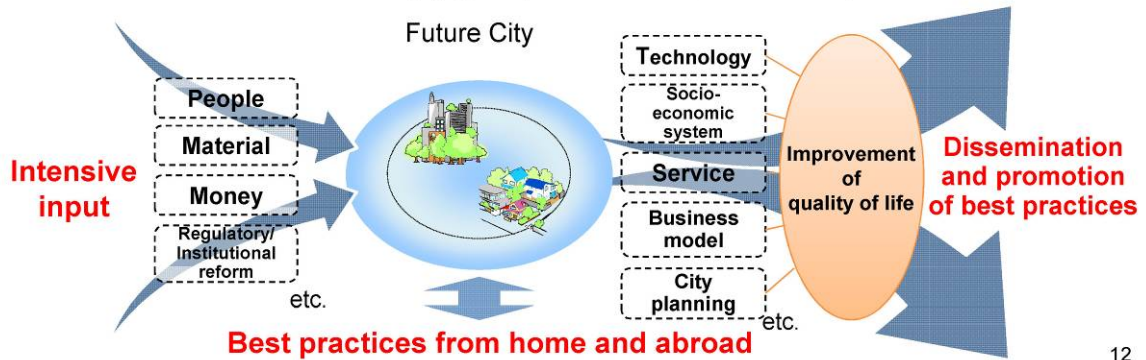 Future City
Intensive
input
People
Material
Money
Regulatory/
Institutional
reform
etc.
Technology
Socio-
economic
system
Service
Business
model
City
planning
etc.
Improvement
of
quality of life
Dissemination
and promotion
of best practices
Best practices from home and abroad
12